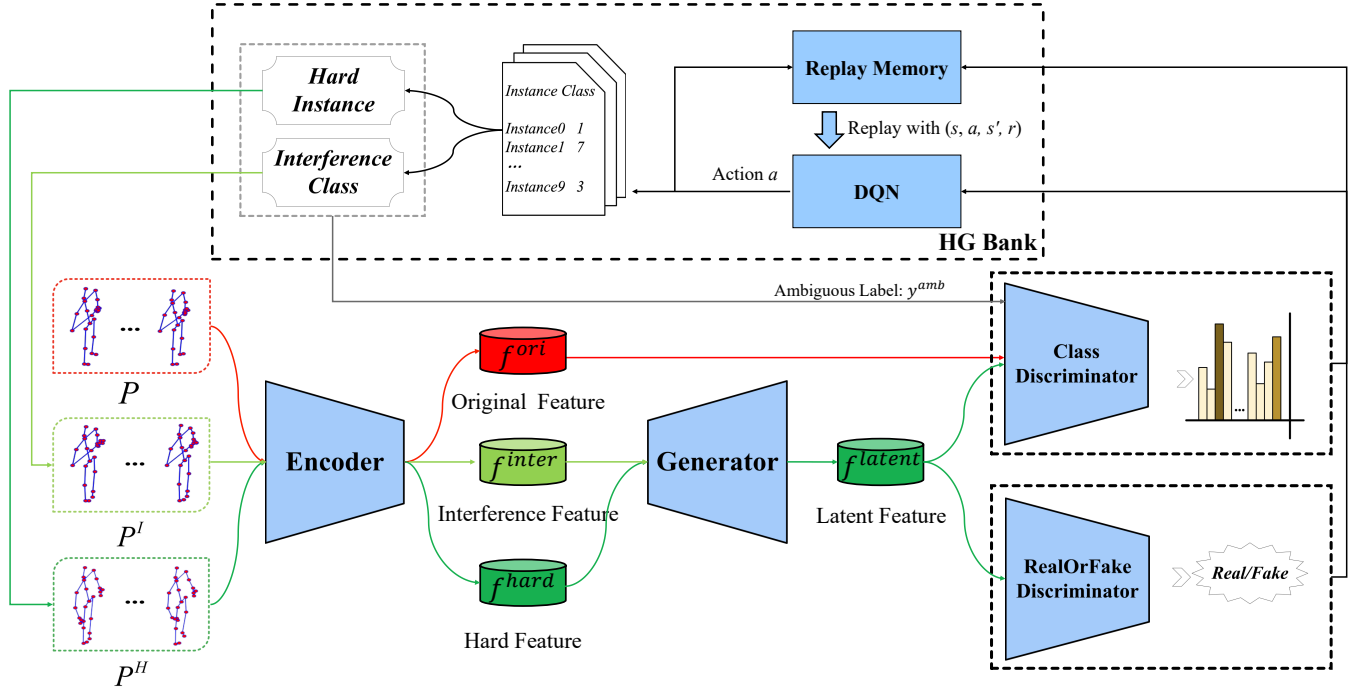 Hard
Instance
Interference
Class
Instance Class
Instance0 1
Instance1 7
...
Instance9 3
Replay Memory
Replay with (s, a, s′, r)
Action a
DQN
HG Bank
Ambiguous Label: y^amb
...
P
...
P^I
...
P^H
Encoder
f^ori
Original Feature
f^inter
Interference Feature
f^hard
Hard Feature
Generator
f^latent
Latent Feature
Class
Discriminator
...
RealOrFake
Discriminator
Real/Fake